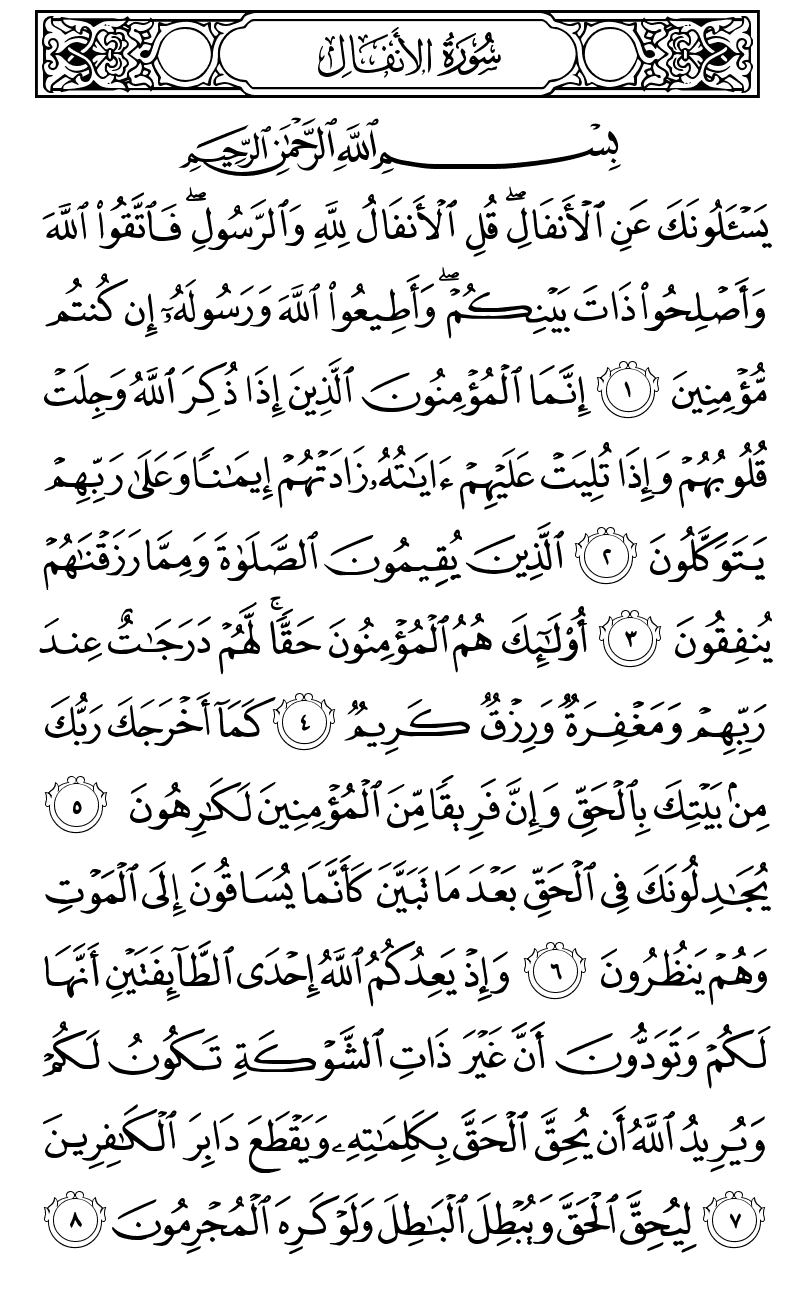 سُورَةُ الأَنفَالِ
بِسْمِ ٱللَّهِ ٱلرَّحْمَٰنِ ٱلرَّحِيمِ
يَسْـَٔلُونَكَ عَنِ ٱلْأَنفَالِ ۖ قُلِ ٱلْأَنفَالُ لِلَّهِ وَٱلرَّسُولِ ۖ فَٱتَّقُوا۟ ٱللَّهَ
وَأَصْلِحُوا۟ ذَاتَ بَيْنِكُمْ ۖ وَأَطِيعُوا۟ ٱللَّهَ وَرَسُولَهُۥٓ إِن كُنتُم
مُّؤْمِنِينَ ١ إِنَّمَا ٱلْمُؤْمِنُونَ ٱلَّذِينَ إِذَا ذُكِرَ ٱللَّهُ وَجِلَتْ
قُلُوبُهُمْ وَإِذَا تُلِيَتْ عَلَيْهِمْ ءَايَٰتُهُۥ زَادَتْهُمْ إِيمَٰنًا وَعَلَىٰ رَبِّهِمْ
يَتَوَكَّلُونَ ٢ ٱلَّذِينَ يُقِيمُونَ ٱلصَّلَوٰةَ وَمِمَّا رَزَقْنَٰهُمْ
يُنفِقُونَ ٣ أُو۟لَٰٓئِكَ هُمُ ٱلْمُؤْمِنُونَ حَقًّا ۚ لَّهُمْ دَرَجَٰتٌ عِندَ
رَبِّهِمْ وَمَغْفِرَةٌ وَرِزْقٌ كَرِيمٌ ٤ كَمَآ أَخْرَجَكَ رَبُّكَ
مِنۢ بَيْتِكَ بِٱلْحَقِّ وَإِنَّ فَرِيقًا مِّنَ ٱلْمُؤْمِنِينَ لَكَٰرِهُونَ ٥
يُجَٰدِلُونَكَ فِى ٱلْحَقِّ بَعْدَ مَا تَبَيَّنَ كَأَنَّمَا يُسَاقُونَ إِلَى ٱلْمَوْتِ
وَهُمْ يَنظُرُونَ ٦ وَإِذْ يَعِدُكُمُ ٱللَّهُ إِحْدَى ٱلطَّآئِفَتَيْنِ أَنَّهَا
لَكُمْ وَتَوَدُّونَ أَنَّ غَيْرَ ذَاتِ ٱلشَّوْكَةِ تَكُونُ لَكُمْ
وَيُرِيدُ ٱللَّهُ أَن يُحِقَّ ٱلْحَقَّ بِكَلِمَٰتِهِۦ وَيَقْطَعَ دَابِرَ ٱلْكَٰفِرِينَ
٧ لِيُحِقَّ ٱلْحَقَّ وَيُبْطِلَ ٱلْبَٰطِلَ وَلَوْ كَرِهَ ٱلْمُجْرِمُونَ ٨